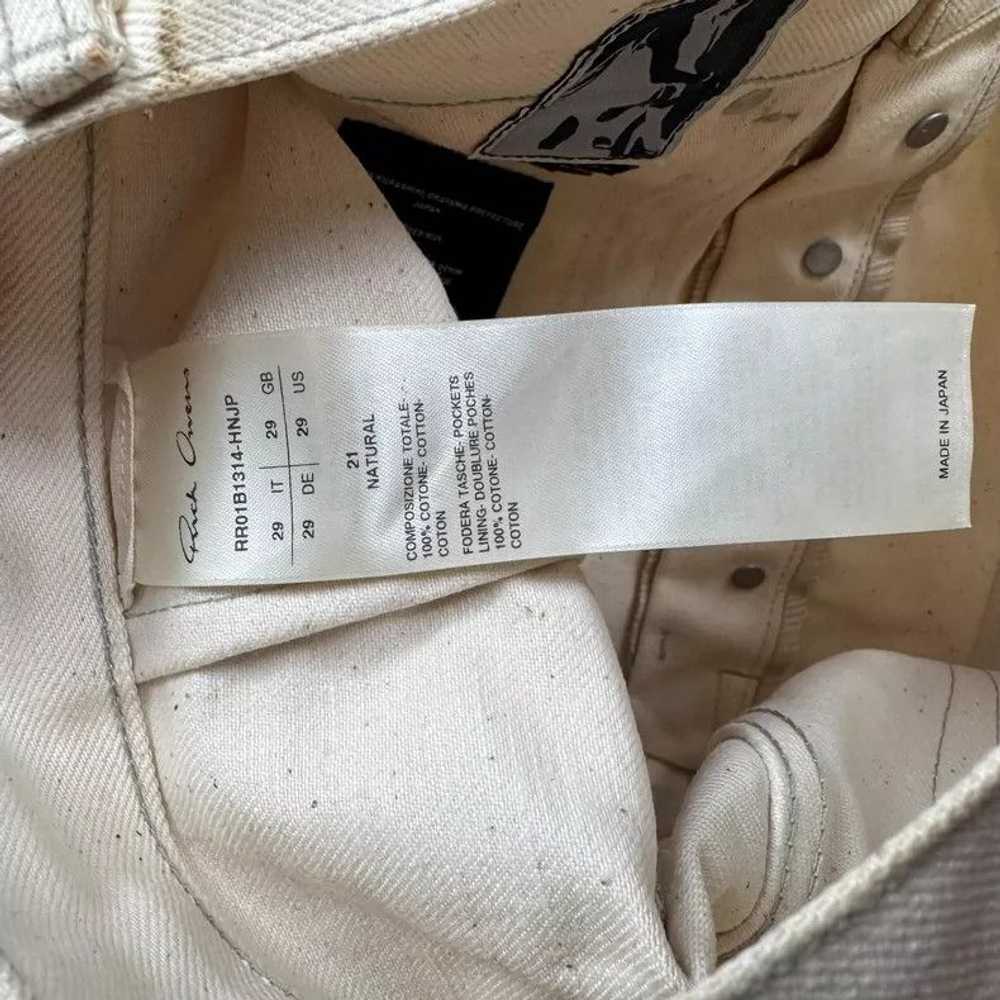 Rick Owens
RR01B1314-HNJP
29 IT 29 GB
29 DE 29 US
21
NATURAL
COMPOSIZIONE TOTALE-
100% COTONE- COTTON-
COTON
FODERA TASCHE- POCKETS
LINING- DOUBLURE POCHES
100% COTONE- COTTON-
COTON
MADE IN JAPAN